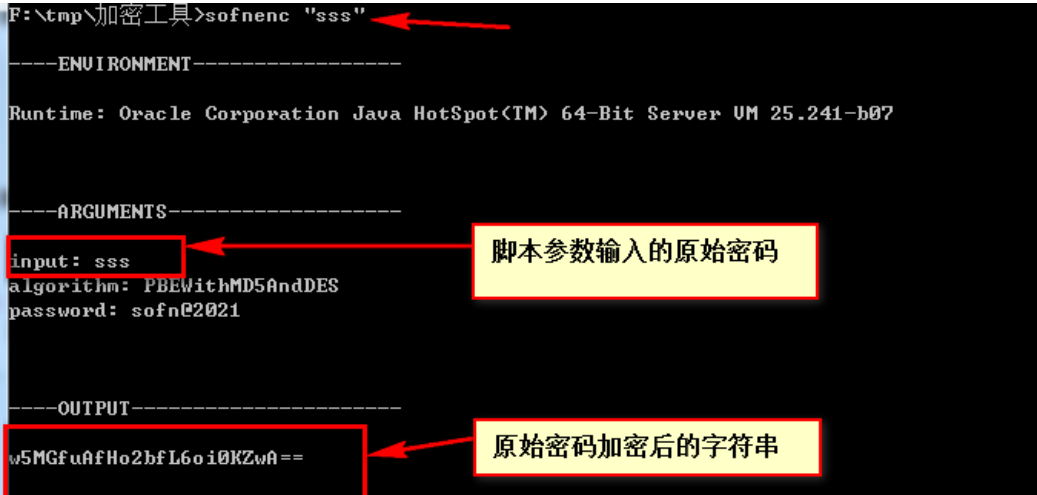 F:\tmp\加密工具>sofnenc "sss"
----ENVIRONMENT-----------------
Runtime: Oracle Corporation Java HotSpot(TM) 64-Bit Server VM 25.241-b07
----ARGUMENTS-------------------
脚本参数输入的原始密码
input: sss
algorithm: PBEWithMD5AndDES
password: sofn@2021
----OUTPUT----------------------
原始密码加密后的字符串
w5MGfuAfHo2bfL6oi0KZwA==